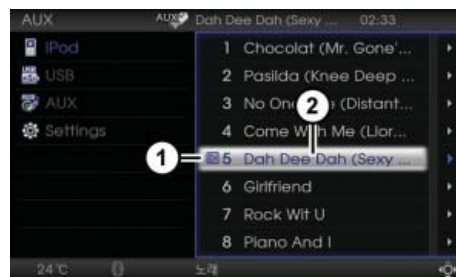 AUX AUX Dah Dee Dah (Sexy ... 02:33
iPod
USB
AUX
Settings
1 Chocolat (Mr. Gone'...
2 Pasilda (Knee Deep ...
3 No One (Distant...
4 Come With Me (Llor...
5 Dah Dee Dah (Sexy ...
6 Girlfriend
7 Rock Wit U
8 Piano And I
1
2
24°C 노래